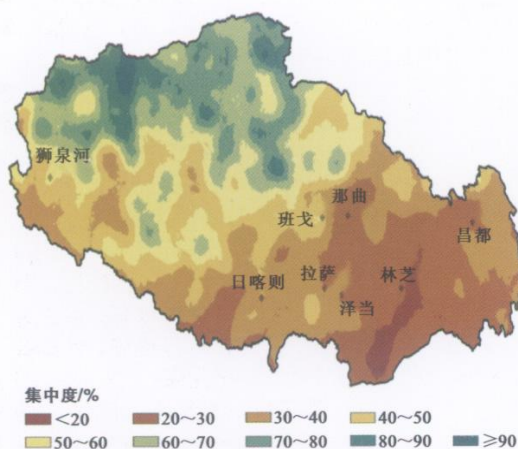 狮泉河
那曲
班戈
昌都
日喀则
拉萨
林芝
泽当
集中度/%
<20
20~30
30~40
40~50
50~60
60~70
70~80
80~90
≥90